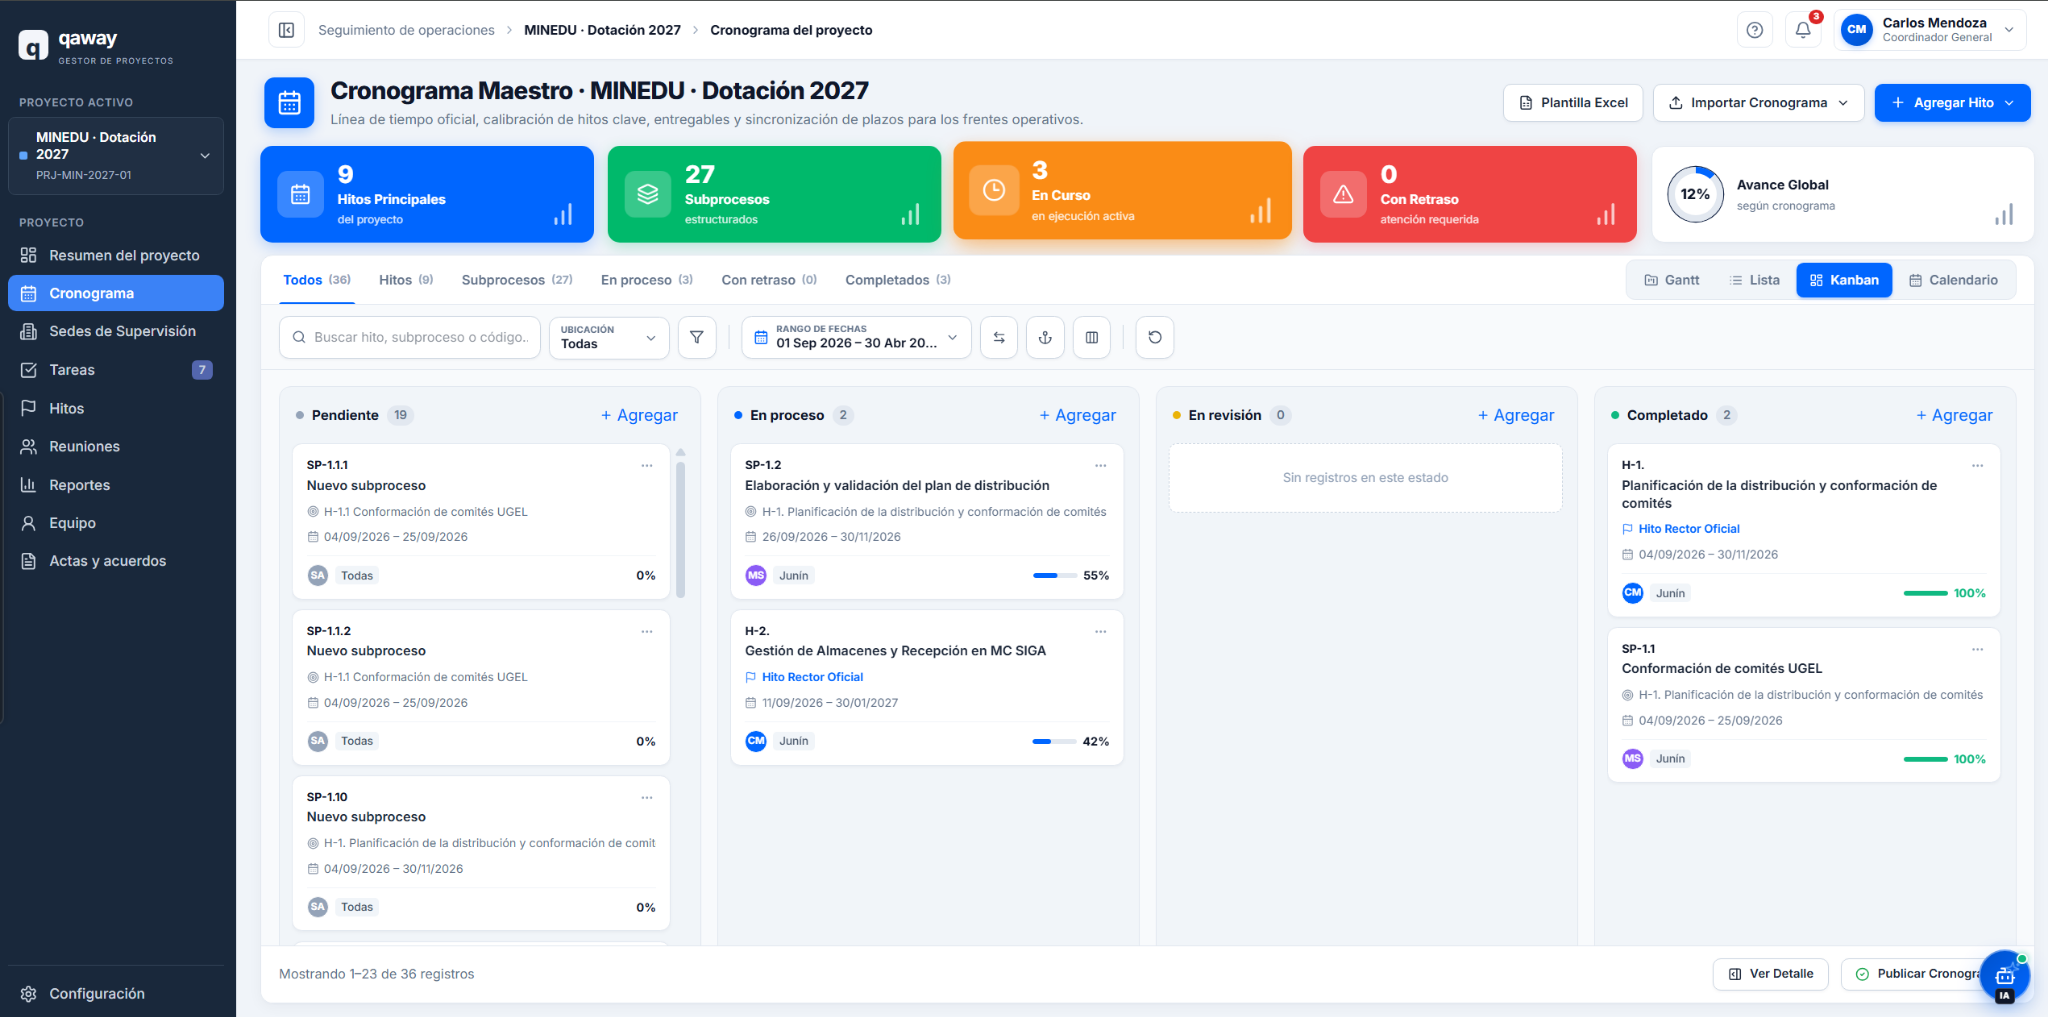 q
qaway
GESTOR DE PROYECTOS
PROYECTO ACTIVO
MINEDU · Dotación
2027
PRJ-MIN-2027-01
PROYECTO
Resumen del proyecto
Cronograma
Sedes de Supervisión
Tareas
7
Hitos
Reuniones
Reportes
Equipo
Actas y acuerdos
Configuración
Seguimiento de operaciones > MINEDU · Dotación 2027 > Cronograma del proyecto
3
CM
Carlos Mendoza
Coordinador General
Cronograma Maestro · MINEDU · Dotación 2027
Línea de tiempo oficial, calibración de hitos clave, entregables y sincronización de plazos para los frentes operativos.
Plantilla Excel
Importar Cronograma
+ Agregar Hito
9
Hitos Principales
del proyecto
27
Subprocesos
estructurados
3
En Curso
en ejecución activa
0
Con Retraso
atención requerida
12%
Avance Global
según cronograma
Todos (36)
Hitos (9)
Subprocesos (27)
En proceso (3)
Con retraso (0)
Completados (3)
Gantt
Lista
Kanban
Calendario
Buscar hito, subproceso o código..
UBICACIÓN
Todas
RANGO DE FECHAS
01 Sep 2026 – 30 Abr 20...
Pendiente 19
+ Agregar
SP-1.1.1
Nuevo subproceso
H-1.1 Conformación de comités UGEL
04/09/2026 – 25/09/2026
SA
Todas
0%
SP-1.1.2
Nuevo subproceso
H-1.1 Conformación de comités UGEL
04/09/2026 – 25/09/2026
SA
Todas
0%
SP-1.10
Nuevo subproceso
H-1. Planificación de la distribución y conformación de comit
04/09/2026 – 30/11/2026
SA
Todas
0%
En proceso 2
+ Agregar
SP-1.2
Elaboración y validación del plan de distribución
H-1. Planificación de la distribución y conformación de comités
26/09/2026 – 30/11/2026
MS
Junín
55%
H-2.
Gestión de Almacenes y Recepción en MC SIGA
Hito Rector Oficial
11/09/2026 – 30/01/2027
CM
Junín
42%
En revisión 0
+ Agregar
Sin registros en este estado
Completado 2
+ Agregar
H-1.
Planificación de la distribución y conformación de
comités
Hito Rector Oficial
04/09/2026 – 30/11/2026
CM
Junín
100%
SP-1.1
Conformación de comités UGEL
H-1. Planificación de la distribución y conformación de comités
04/09/2026 – 25/09/2026
MS
Junín
100%
Mostrando 1–23 de 36 registros
Ver Detalle
Publicar Cronogra
IA